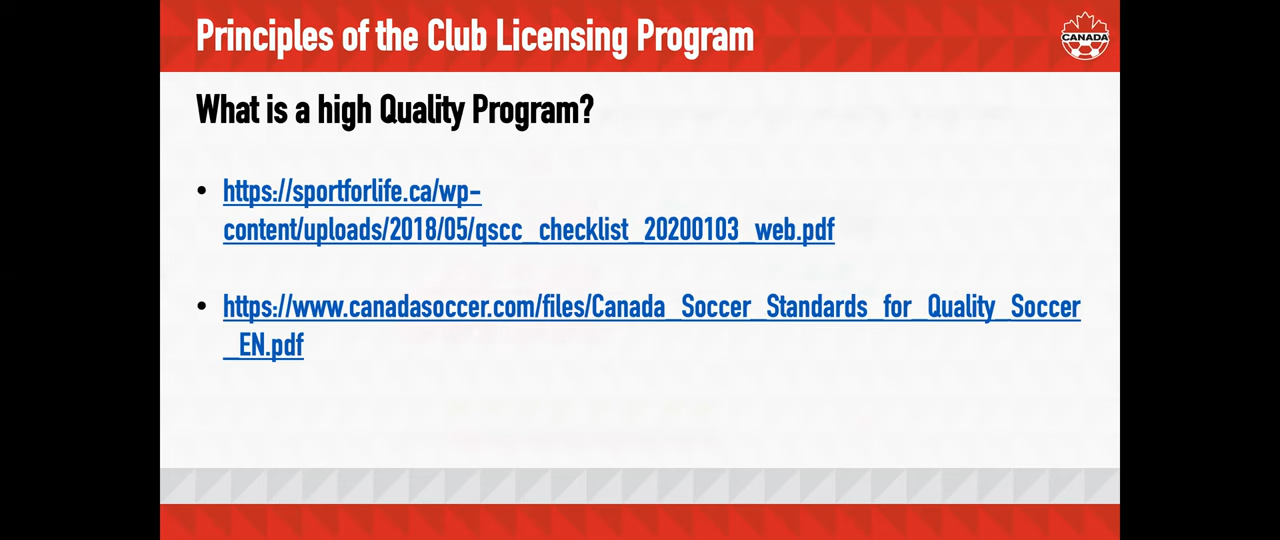 Principles of the Club Licensing Program
CANADA
What is a high Quality Program?
• https://sportforlife.ca/wp-
content/uploads/2018/05/qscc_checklist_20200103_web.pdf
• https://www.canadasoccer.com/files/Canada_Soccer_Standards_for_Quality_Soccer
_EN.pdf